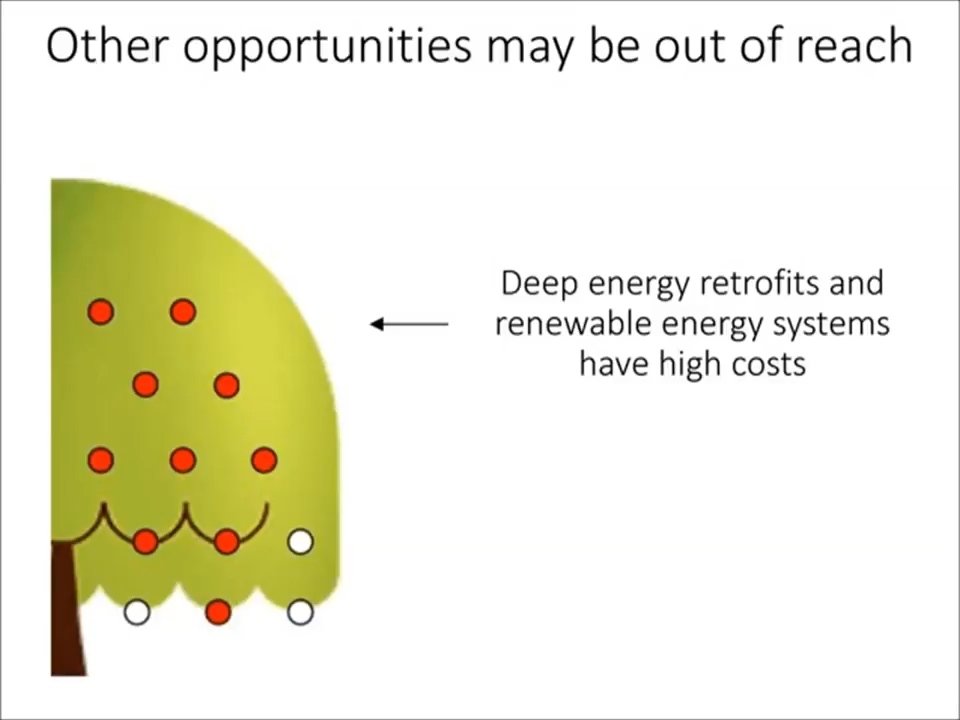 Other opportunities may be out of reach
Deep energy retrofits and
renewable energy systems
have high costs